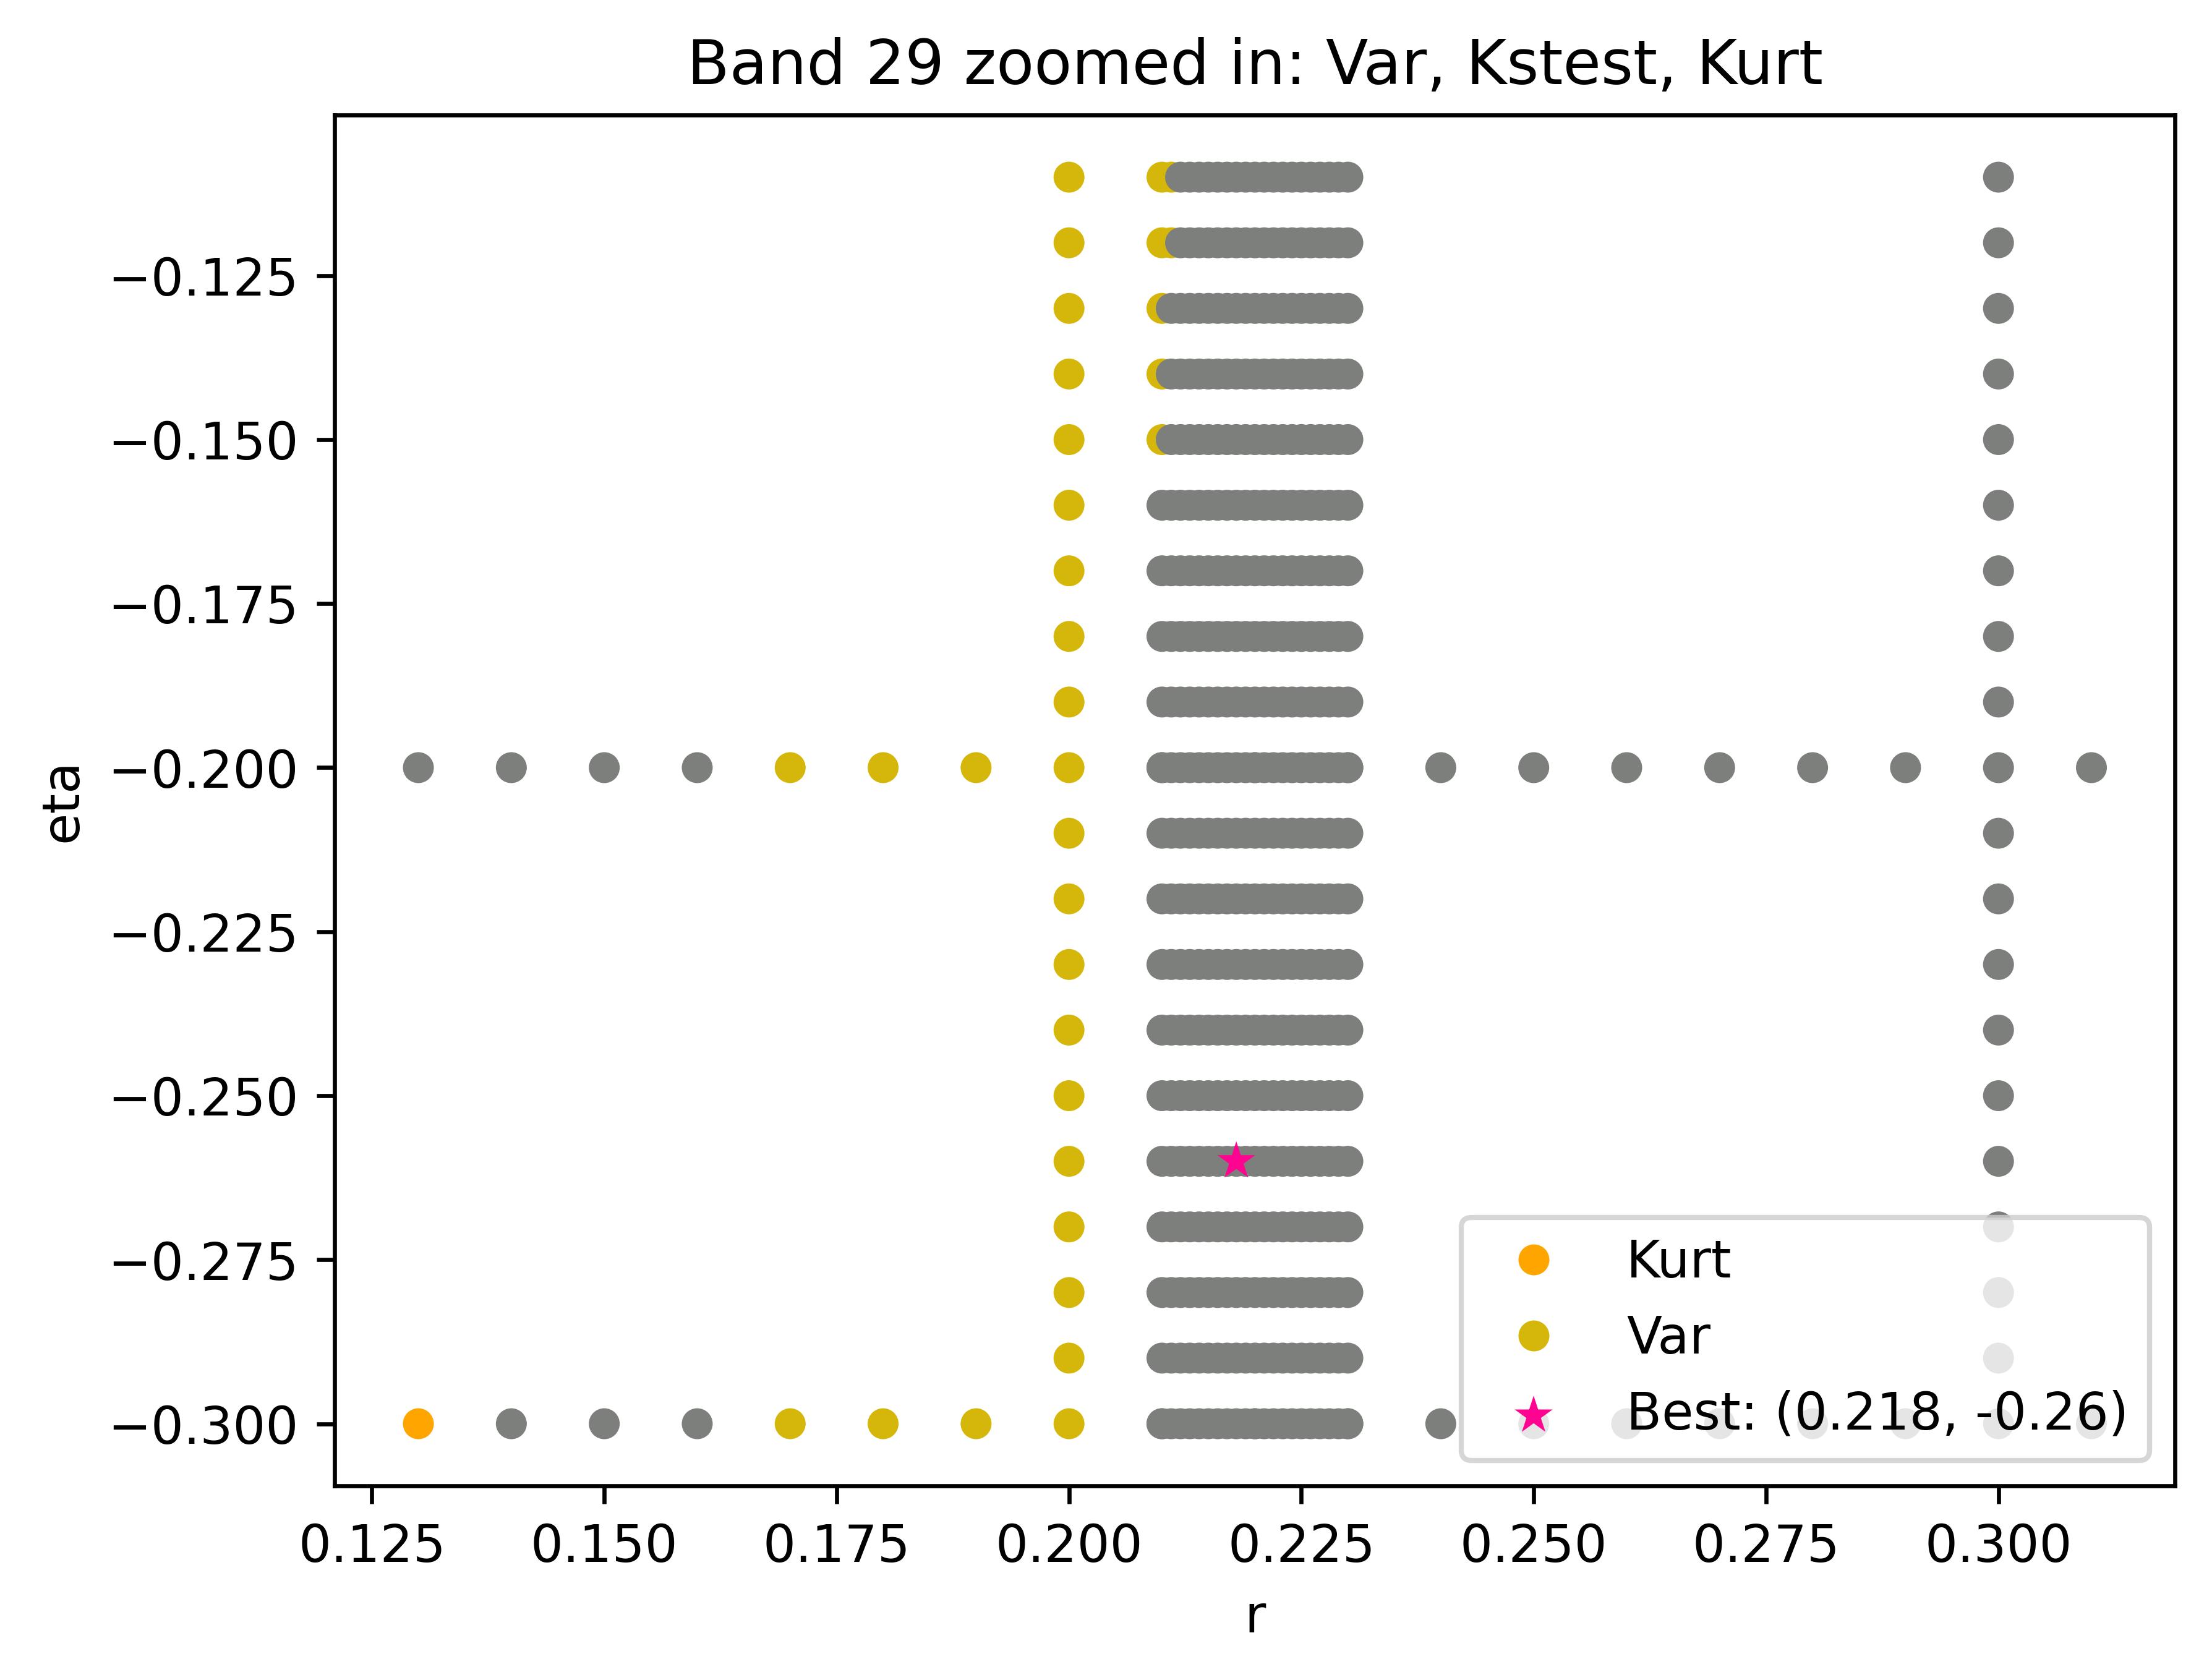 Band 29 zoomed in: Var, Kstest, Kurt
−0.125
−0.150
−0.175
−0.200
−0.225
−0.250
−0.275
−0.300
eta
Kurt
Var
Best: (0.218, -0.26)
0.125 0.150 0.175 0.200 0.225 0.250 0.275 0.300
r